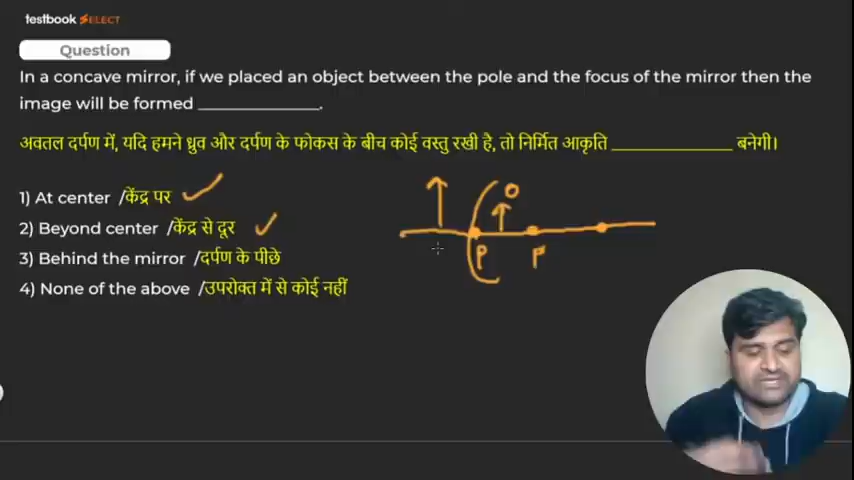 testbook SELECT
Question
In a concave mirror, if we placed an object between the pole and the focus of the mirror then the
image will be formed ______________.
अवतल दर्पण में, यदि हमने ध्रुव और दर्पण के फोकस के बीच कोई वस्तु रखी है, तो निर्मित आकृति ______________ बनेगी।
1) At center /केंद्र पर
2) Beyond center /केंद्र से दूर
3) Behind the mirror /दर्पण के पीछे
4) None of the above /उपरोक्त में से कोई नहीं
O
P